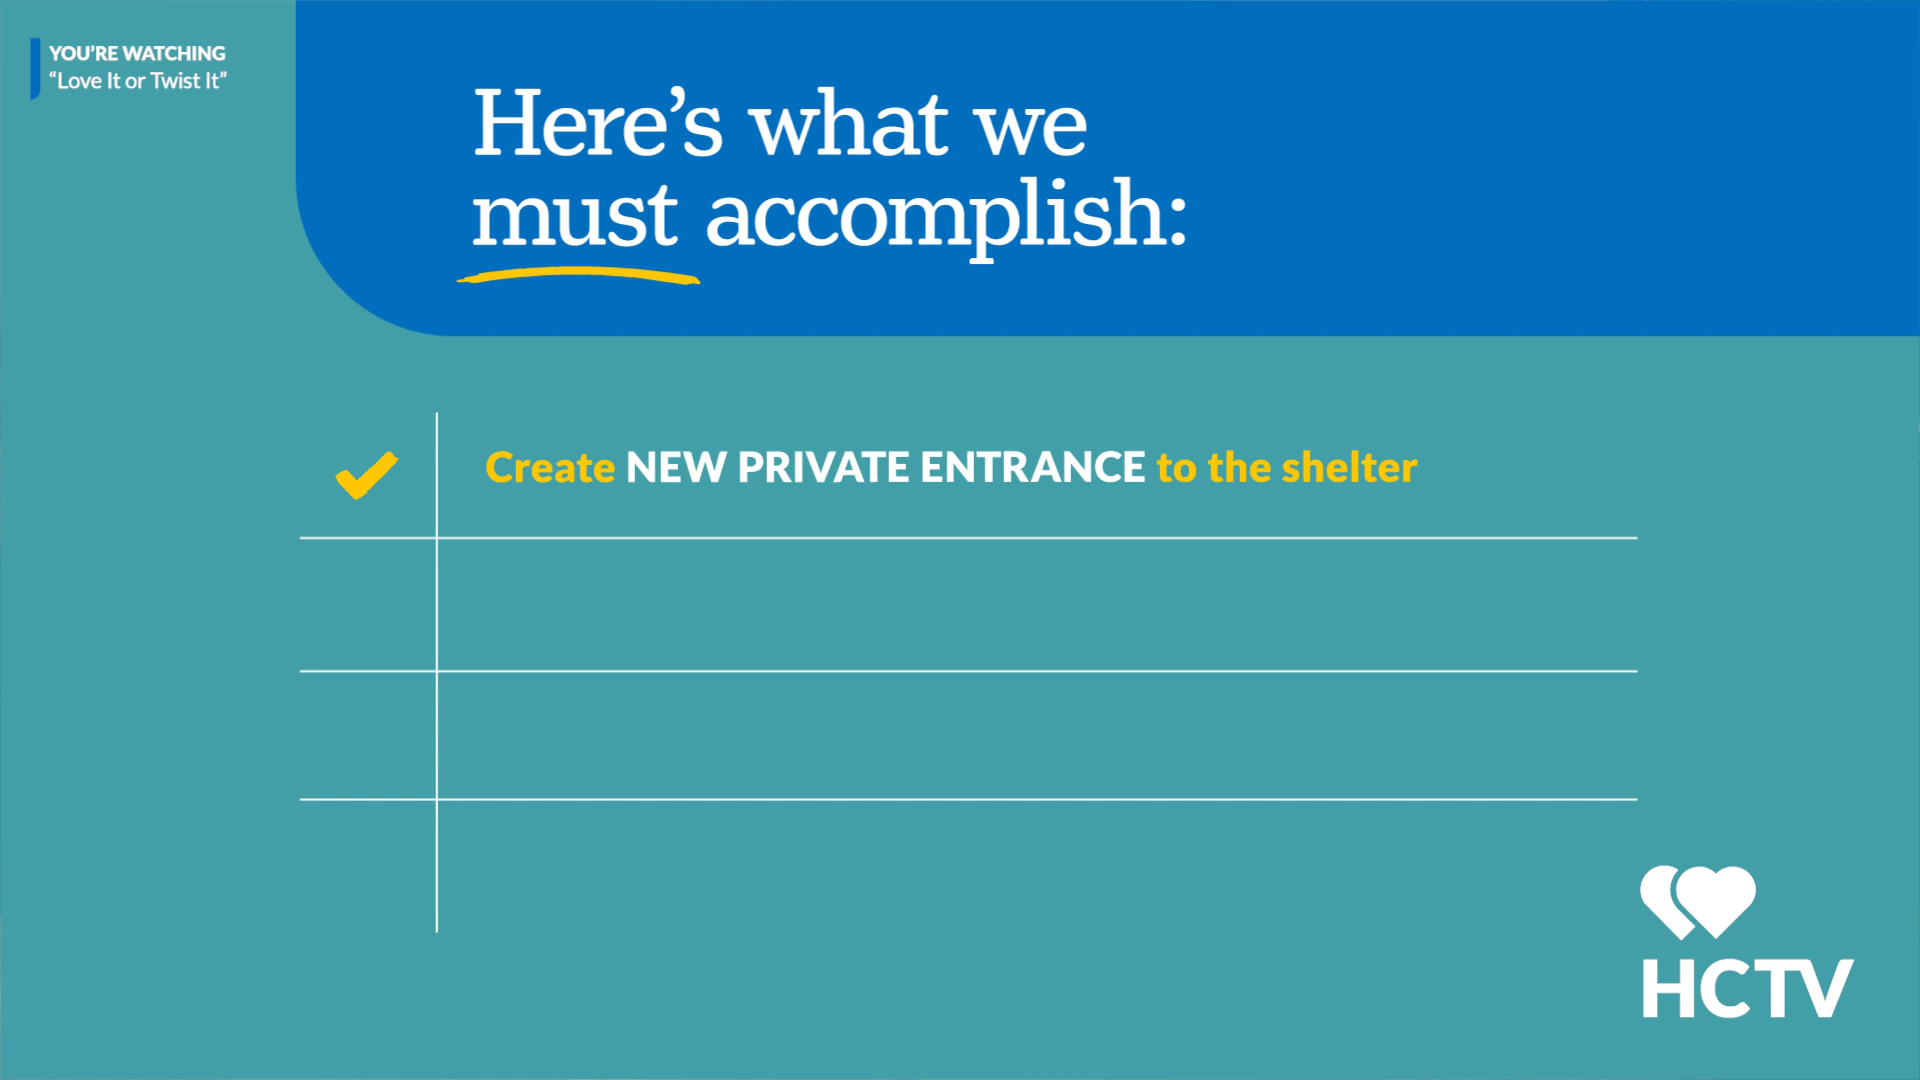 YOU'RE WATCHING
“Love It or Twist It”
Here’s what we
must accomplish:
Create NEW PRIVATE ENTRANCE to the shelter
HCTV